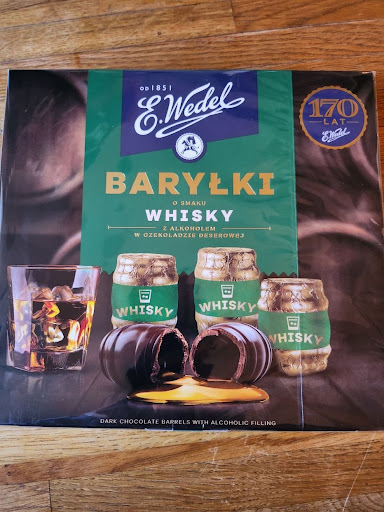 OD 1851
E. Wedel
170
LAT
E. Wedel
BARYŁKI
O SMAKU
WHISKY
Z ALKOHOLEM
W CZEKOLADZIE DESEROWEJ
WHISKY
WHISKY
WHISKY
DARK CHOCOLATE BARRELS WITH ALCOHOLIC FILLING